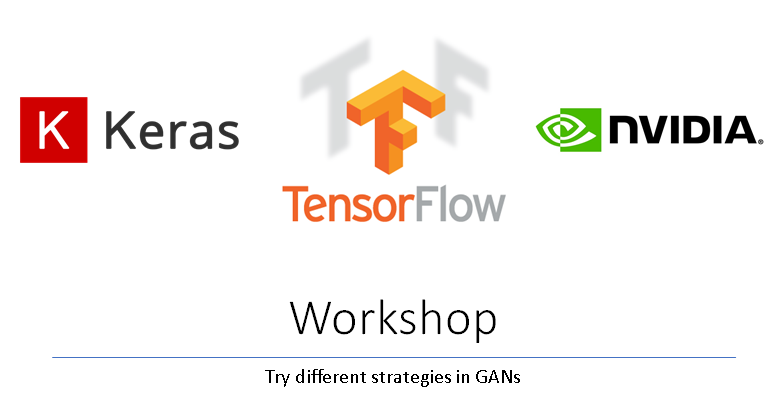 K Keras
TensorFlow
NVIDIA®
Workshop
Try different strategies in GANs